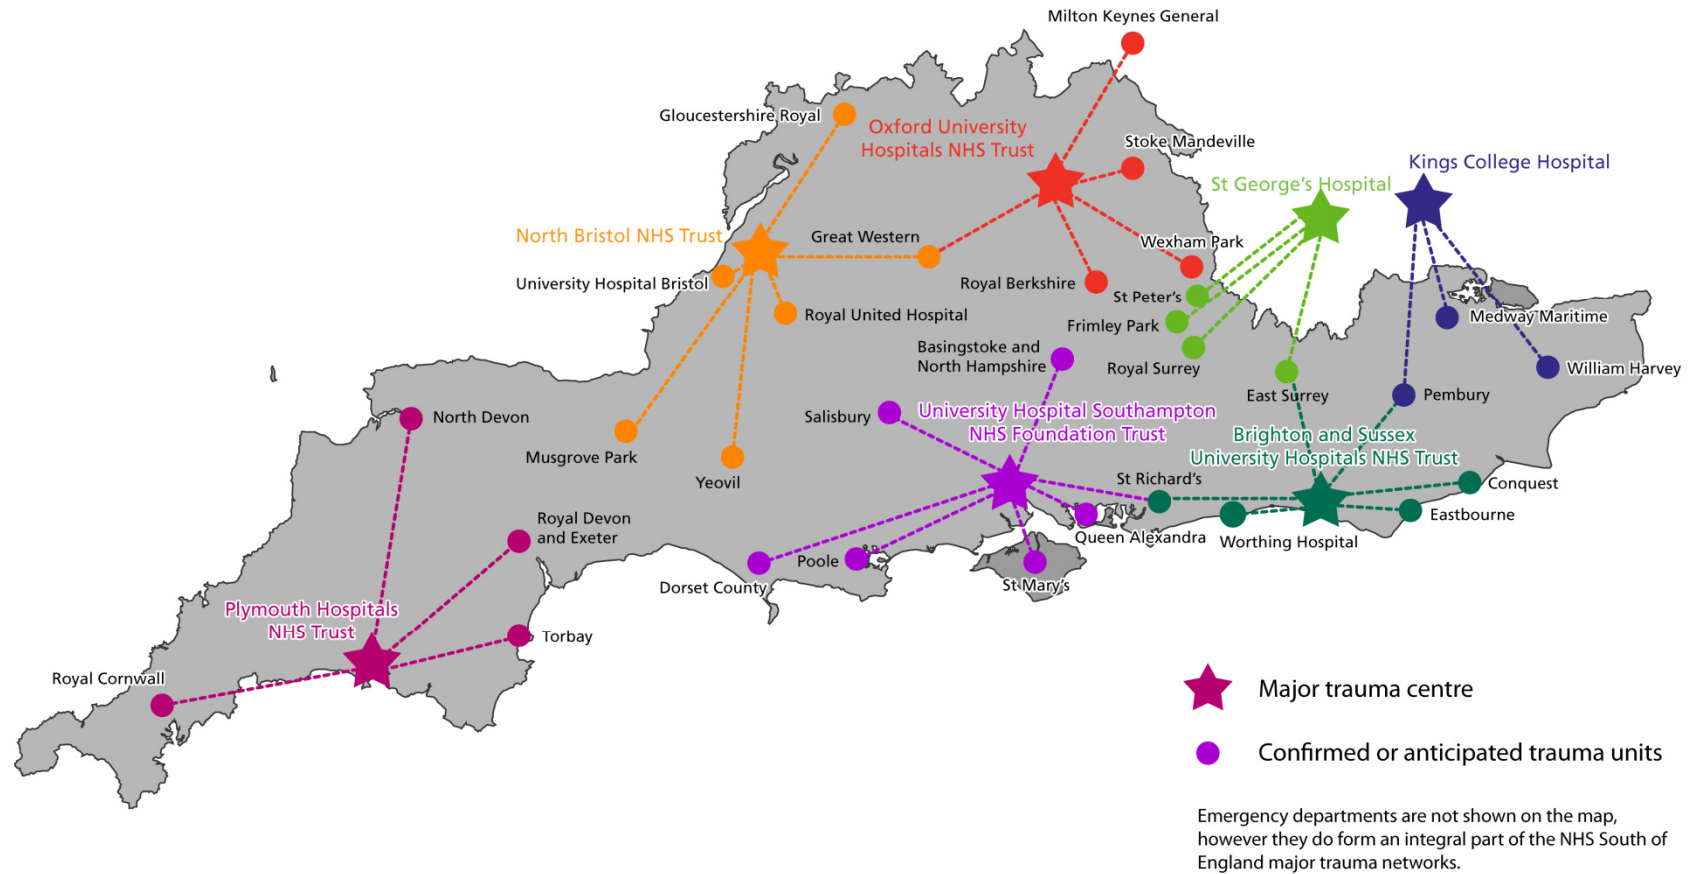 Milton Keynes General
Gloucestershire Royal
Oxford University
Hospitals NHS Trust
Stoke Mandeville
Kings College Hospital
St George's Hospital
North Bristol NHS Trust
Great Western
Wexham Park
University Hospital Bristol
Royal Berkshire
St Peter's
Royal United Hospital
Frimley Park
Medway Maritime
Basingstoke and
North Hampshire
Royal Surrey
William Harvey
East Surrey
Pembury
North Devon
Salisbury
University Hospital Southampton
NHS Foundation Trust
Brighton and Sussex
University Hospitals NHS Trust
Musgrove Park
Yeovil
St Richard's
Conquest
Eastbourne
Royal Devon
and Exeter
Queen Alexandra
Worthing Hospital
Poole
Dorset County
St Mary's
Plymouth Hospitals
NHS Trust
Torbay
Royal Cornwall
Major trauma centre
Confirmed or anticipated trauma units
Emergency departments are not shown on the map,
however they do form an integral part of the NHS South of
England major trauma networks.